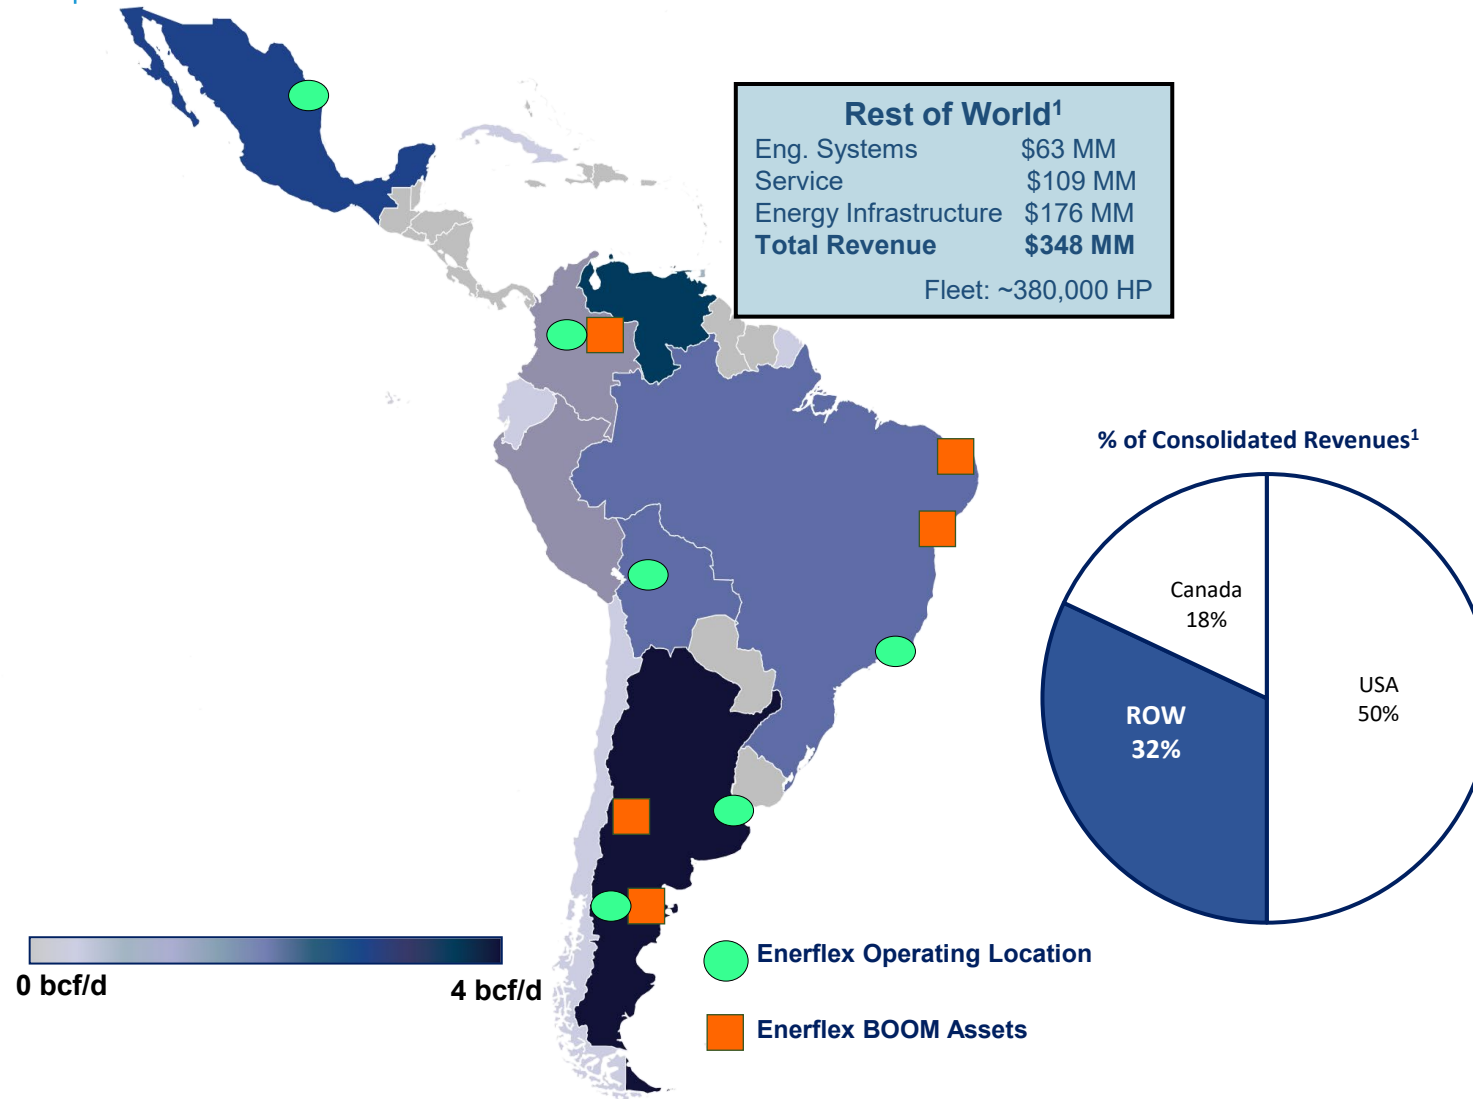 Rest of World¹
Eng. Systems $63 MM
Service $109 MM
Energy Infrastructure $176 MM
Total Revenue $348 MM
Fleet: ~380,000 HP
% of Consolidated Revenues¹
Canada
18%
USA
50%
ROW
32%
0 bcf/d
4 bcf/d
Enerflex Operating Location
Enerflex BOOM Assets